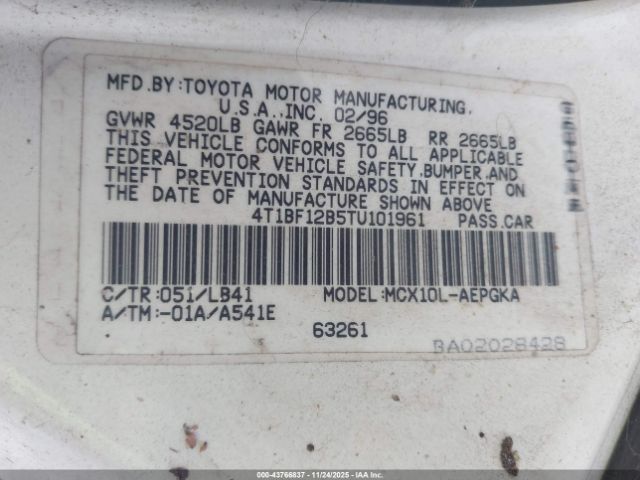 MFD.BY:TOYOTA MOTOR MANUFACTURING,
U.S.A.,INC. 02/96
GVWR 4520LB GAWR FR 2665LB RR 2665LB
THIS VEHICLE CONFORMS TO ALL APPLICABLE
FEDERAL MOTOR VEHICLE SAFETY,BUMPER,AND
THEFT PREVENTION STANDARDS IN EFFECT ON
THE DATE OF MANUFACTURE SHOWN ABOVE
4T1BF12B5TU101961 PASS.CAR
C/TR:051/LB41 MODEL:MCX10L-AEPGKA
A/TM:-01A/A541E
63261
BA02028428
000-43766837 - 11/24/2025 - COPYRIGHT IAA, LLC